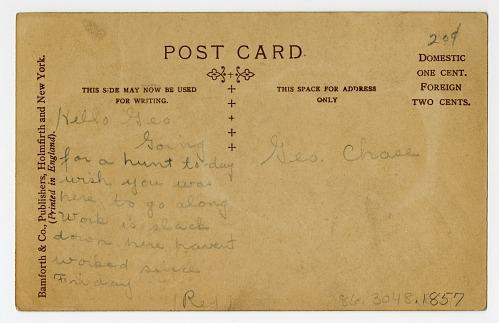 20¢
POST CARD.
DOMESTIC
ONE CENT.
FOREIGN
TWO CENTS.
THIS SIDE MAY NOW BE USED
FOR WRITING.
THIS SPACE FOR ADDRESS
ONLY
Bamforth & Co., Publishers, Holmfirth and New York.
(Printed in England).
Hello Geo
Going
for a hunt to-day
wish you was
here to go along
Work is slack
down here havent
worked since
Friday
(Red)
Geo. Chase
86.3048.1857